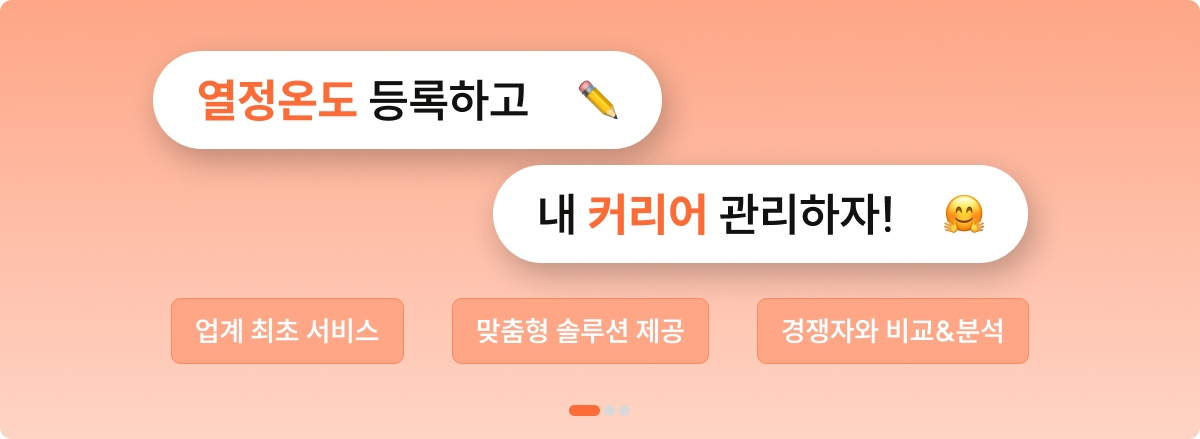 열정온도 등록하고 ✏️
내 커리어 관리하자! 🤗
업계 최초 서비스
맞춤형 솔루션 제공
경쟁자와 비교&분석